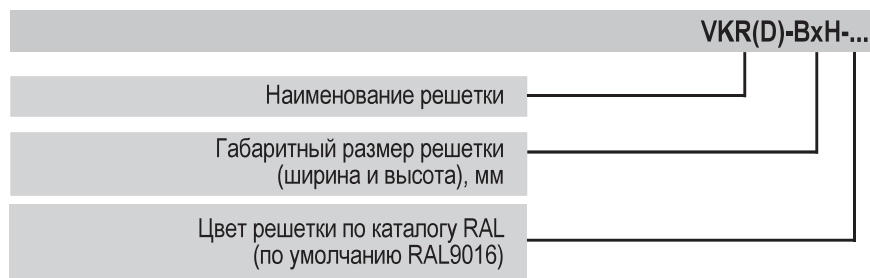 VKR(D)-BxH-...
Наименование решетки
Габаритный размер решетки
(ширина и высота), мм
Цвет решетки по каталогу RAL
(по умолчанию RAL9016)